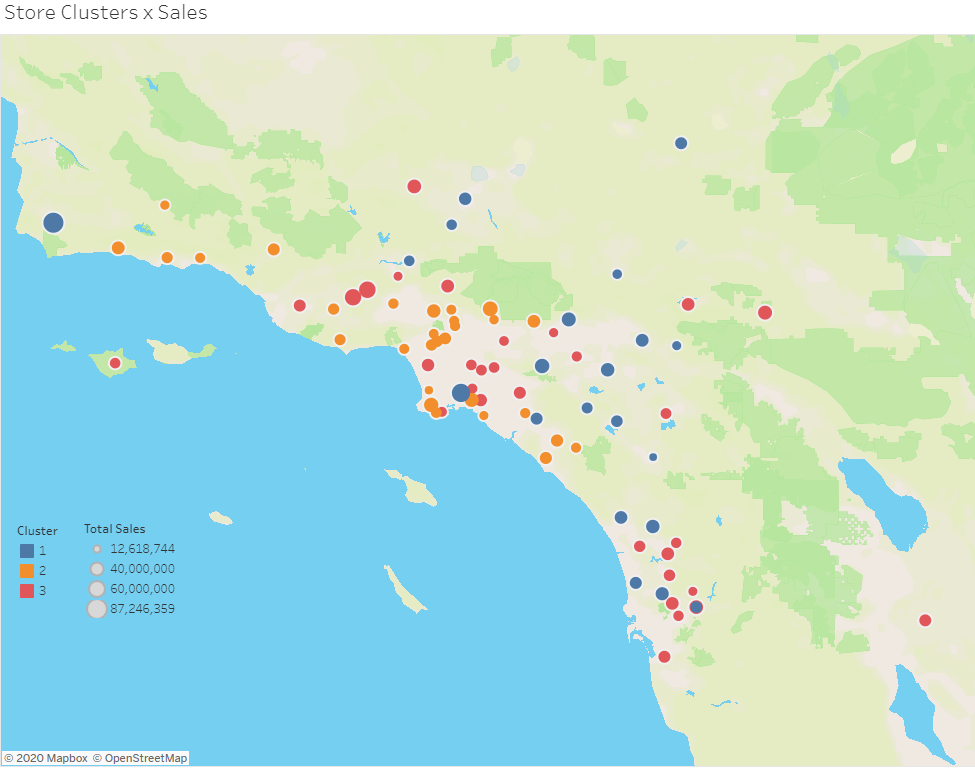 Store Clusters x Sales
Cluster
1
2
3
Total Sales
12,618,744
40,000,000
60,000,000
87,246,359
© 2020 Mapbox © OpenStreetMap